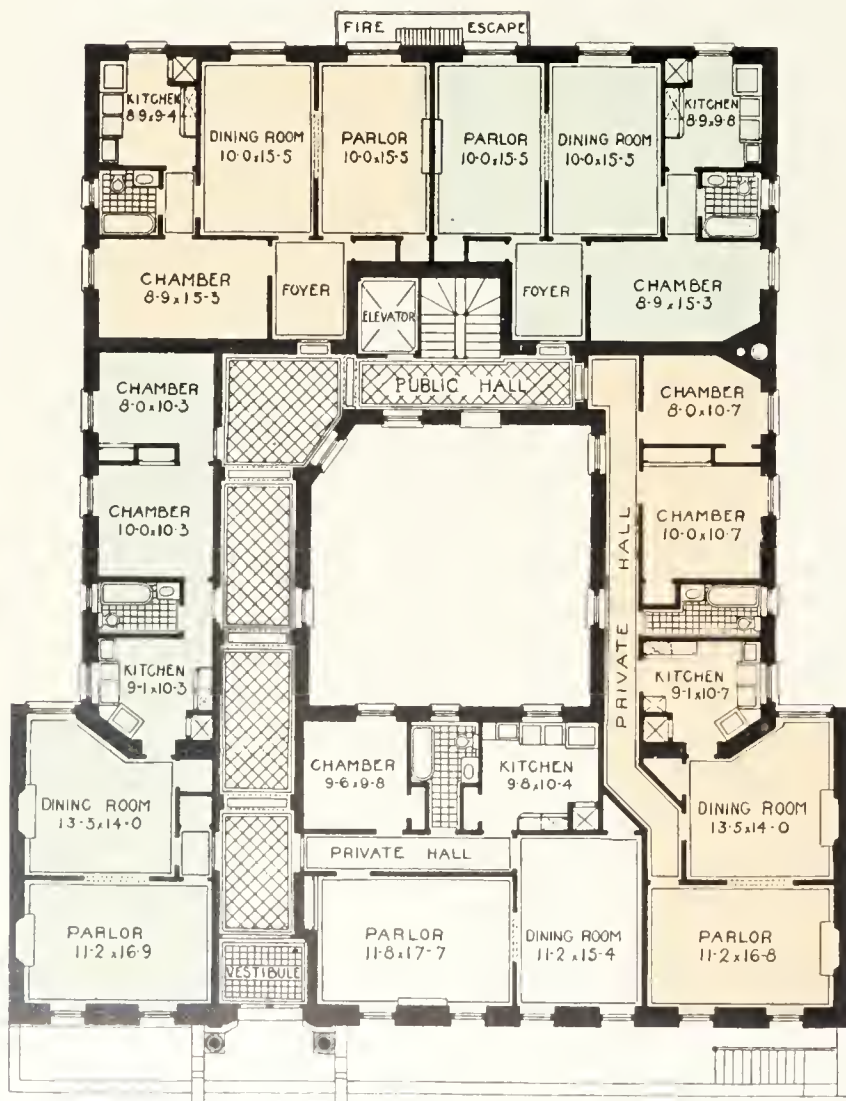 FIRE ESCAPE
KITCHEN
8-9x9-4
DINING ROOM
10-0x15-5
PARLOR
10-0x15-5
PARLOR
10-0x15-5
DINING ROOM
10-0x15-5
KITCHEN
8-9x9-8
CHAMBER
8-9x15-3
FOYER
ELEVATOR
FOYER
CHAMBER
8-9x15-3
PUBLIC HALL
CHAMBER
8-0x10-3
CHAMBER
8-0x10-7
CHAMBER
10-0x10-3
CHAMBER
10-0x10-7
PRIVATE HALL
KITCHEN
9-1x10-3
KITCHEN
9-1x10-7
CHAMBER
9-6x9-8
KITCHEN
9-8x10-4
DINING ROOM
13-5x14-0
DINING ROOM
13-5x14-0
PRIVATE HALL
PARLOR
11-2x16-9
PARLOR
11-8x17-7
DINING ROOM
11-2x15-4
PARLOR
11-2x16-8
VESTIBULE